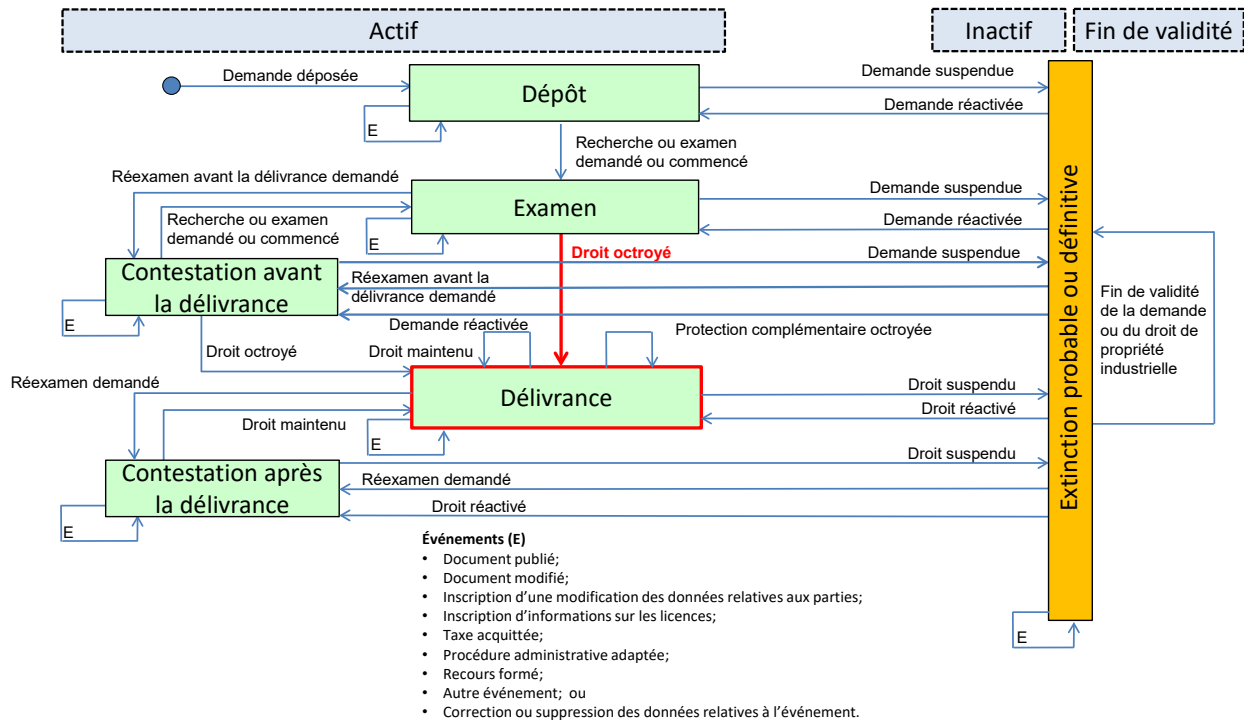 Actif
Inactif
Fin de validité
Demande déposée
Dépôt
Demande suspendue
Demande réactivée
E
Recherche ou examen
demandé ou commencé
Réexamen avant la délivrance demandé
Examen
Demande suspendue
Recherche ou examen
demandé ou commencé
Demande réactivée
E
Droit octroyé
Demande suspendue
Contestation avant
la délivrance
Réexamen avant la
délivrance demandé
E
Demande réactivée
Protection complémentaire octroyée
Droit octroyé
Droit maintenu
Fin de validité
de la demande
ou du droit de
propriété
industrielle
Extinction probable ou définitive
Réexamen demandé
Délivrance
Droit suspendu
Droit réactivé
Droit maintenu
E
Droit suspendu
Contestation après
la délivrance
Réexamen demandé
Droit réactivé
E
Événements (E)
• Document publié;
• Document modifié;
• Inscription d’une modification des données relatives aux parties;
• Inscription d’informations sur les licences;
• Taxe acquittée;
• Procédure administrative adaptée;
• Recours formé;
• Autre événement; ou
• Correction ou suppression des données relatives à l’événement.
E